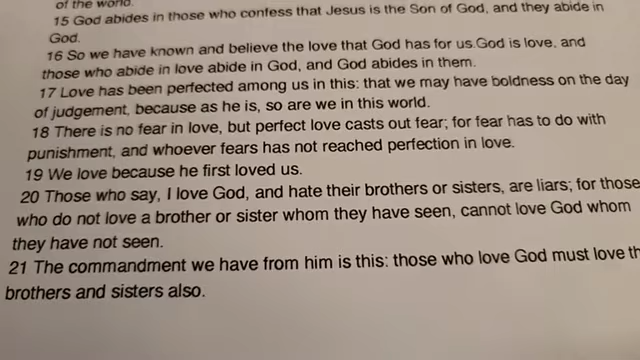 of the world.
15 God abides in those who confess that Jesus is the Son of God, and they abide in
God.
16 So we have known and believe the love that God has for us.God is love, and
those who abide in love abide in God, and God abides in them.
17 Love has been perfected among us in this: that we may have boldness on the day
of judgement, because as he is, so are we in this world.
18 There is no fear in love, but perfect love casts out fear; for fear has to do with
punishment, and whoever fears has not reached perfection in love.
19 We love because he first loved us.
20 Those who say, I love God, and hate their brothers or sisters, are liars; for those
who do not love a brother or sister whom they have seen, cannot love God whom
they have not seen.
21 The commandment we have from him is this: those who love God must love
brothers and sisters also.